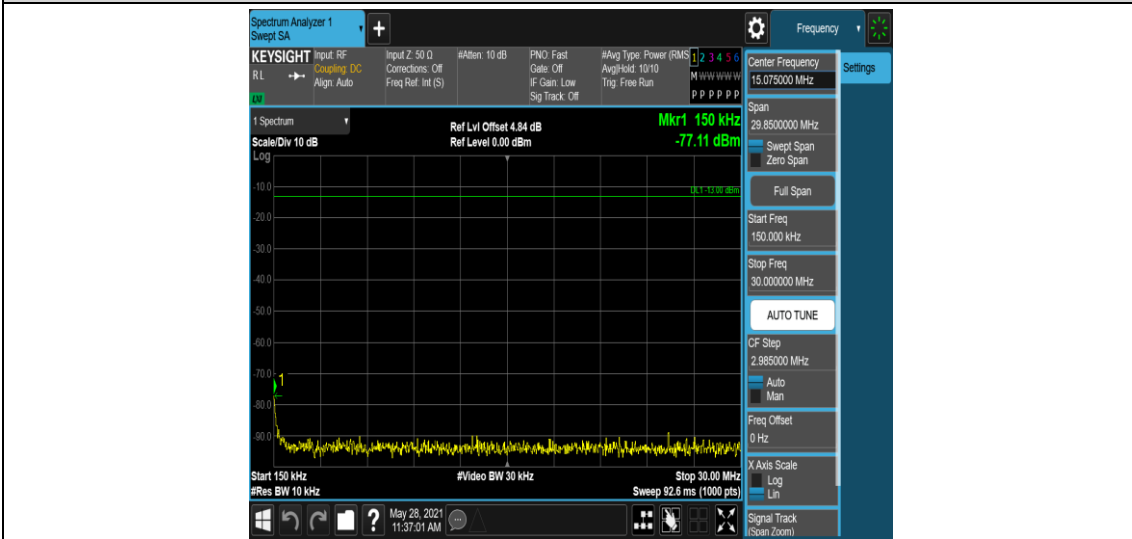 Spectrum Analyzer 1
Swept SA
+
Frequency
KEYSIGHT
RL
LXI
Input: RF
Coupling: DC
Align: Auto
Input Z: 50 Ω
Corrections: Off
Freq Ref: Int (S)
#Atten: 10 dB
PNO: Fast
Gate: Off
IF Gain: Low
Sig Track: Off
#Avg Type: Power (RMS
Avg|Hold: 10/10
Trig: Free Run
1 2 3 4 5 6
M W W W W W
P P P P P P
1 Spectrum
Scale/Div 10 dB
Log
Ref Lvl Offset 4.84 dB
Ref Level 0.00 dBm
Mkr1 150 kHz
-77.11 dBm
DL1 -13.00 dBm
-10.0
-20.0
-30.0
-40.0
-50.0
-60.0
-70.0
1
-80.0
-90.0
Start 150 kHz
#Res BW 10 kHz
#Video BW 30 kHz
Stop 30.00 MHz
Sweep 92.6 ms (1000 pts)
?
May 28, 2021
11:37:01 AM
Center Frequency
15.075000 MHz
Settings
Span
29.8500000 MHz
Swept Span
Zero Span
Full Span
Start Freq
150.000 kHz
Stop Freq
30.000000 MHz
AUTO TUNE
CF Step
2.985000 MHz
Auto
Man
Freq Offset
0 Hz
X Axis Scale
Log
Lin
Signal Track
(Span Zoom)